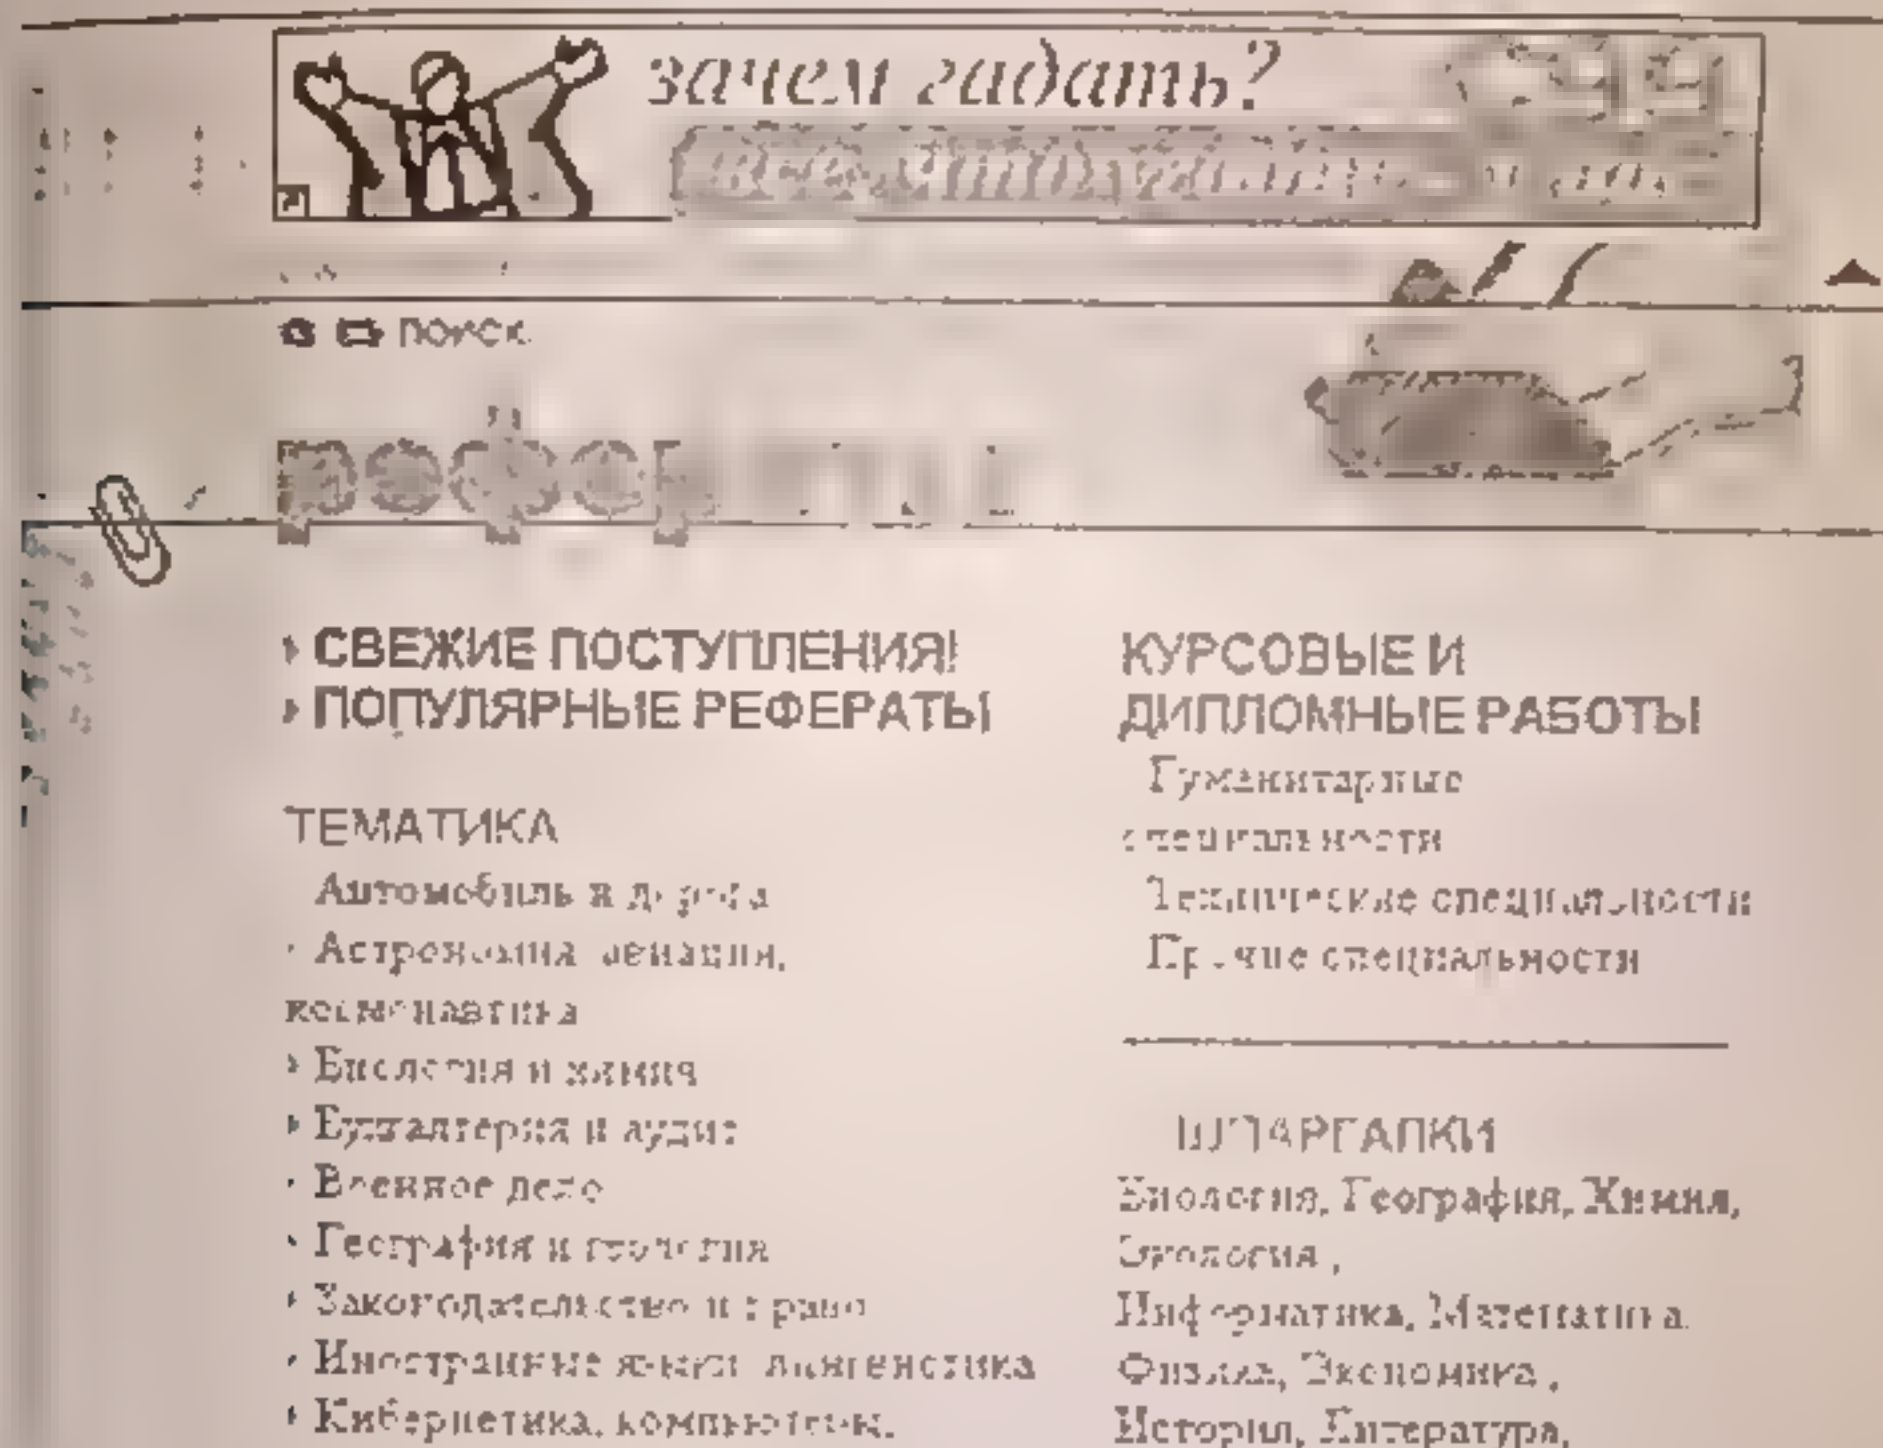 зачем гадать?
поиск
СВЕЖИЕ ПОСТУПЛЕНИЯ!
ПОПУЛЯРНЫЕ РЕФЕРАТЫ
ТЕМАТИКА
Автомобиль и дорога
Астрономия, авиация,
космонавтика
Биология и химия
Бухгалтерия и аудит
Военное дело
География и геология
Законодательство и право
Иностранные языки лингвистика
Кибернетика, компьютеры,
КУРСОВЫЕ И
ДИПЛОМНЫЕ РАБОТЫ
Гуманитарные
специальности
Технические специальности
Прочие специальности
ШПАРГАЛКИ
Биология, География, Химия,
Экология,
Информатика, Математика
Физика, Экономика,
История, Литература,